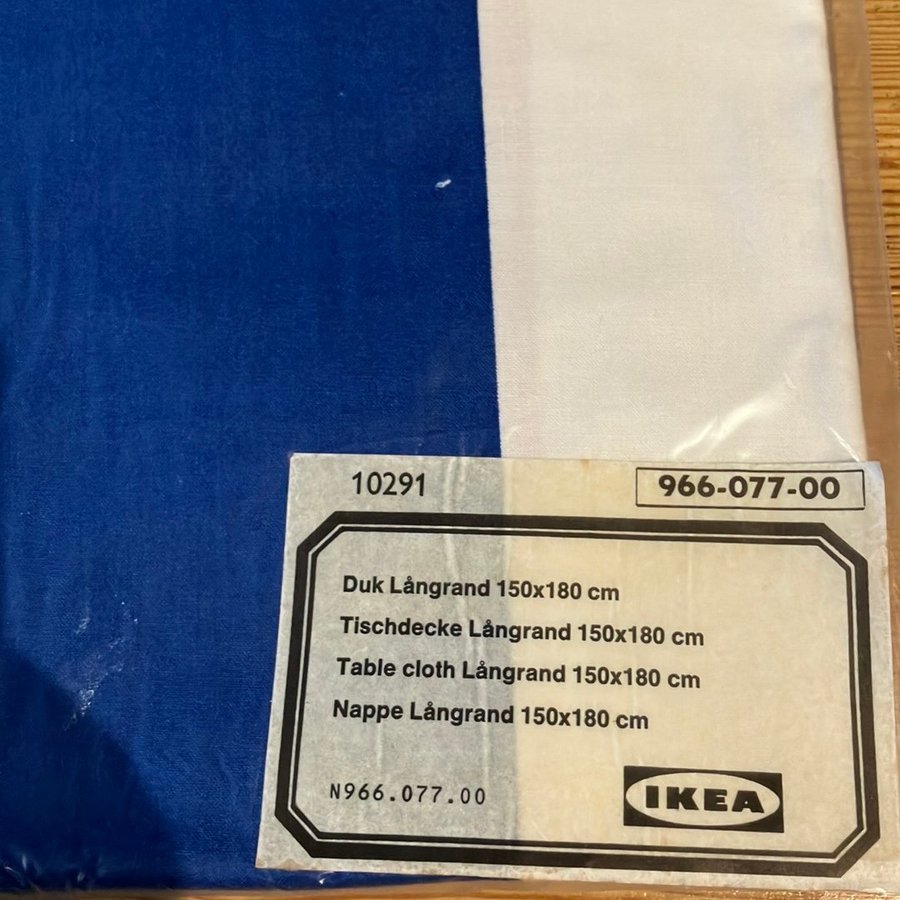 10291
966-077-00
Duk Långrand 150x180 cm
Tischdecke Långrand 150x180 cm
Table cloth Långrand 150x180 cm
Nappe Långrand 150x180 cm
N966.077.00
IKEA